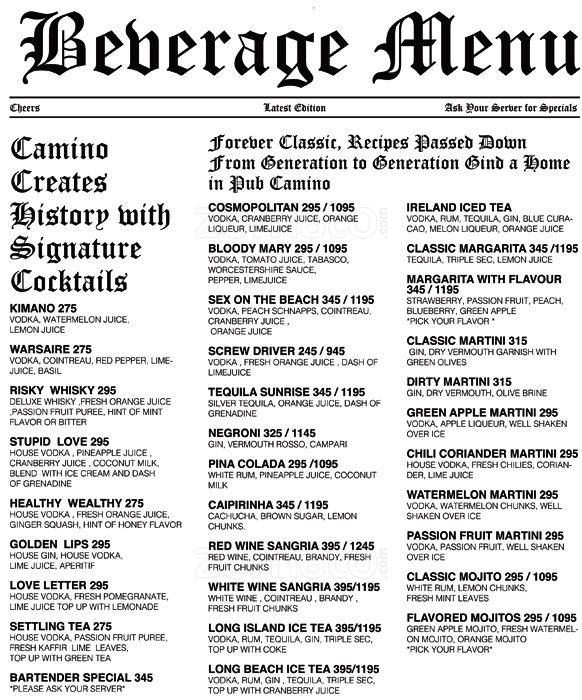 Beverage Menu
Cheers
Latest Edition
Ask Your Server for Specials
Camino
Creates
History with
Signature
Cocktails
KIMANO 275
VODKA, WATERMELON JUICE,
LEMON JUICE
WARSAIRE 275
VODKA, COINTREAU, RED PEPPER, LIME-
JUICE, BASIL
RISKY WHISKY 295
DELUXE WHISKY ,FRESH ORANGE JUICE
,PASSION FRUIT PUREE, HINT OF MINT
FLAVOR OR BITTER
STUPID LOVE 295
HOUSE VODKA , PINEAPPLE JUICE ,
CRANBERRY JUICE , COCONUT MILK,
BLEND WITH ICE CREAM AND DASH
OF GRENADINE
HEALTHY WEALTHY 275
HOUSE VODKA , FRESH ORANGE JUICE,
GINGER SQUASH, HINT OF HONEY FLAVOR
GOLDEN LIPS 295
HOUSE GIN, HOUSE VODKA,
LIME JUICE, APERITIF
LOVE LETTER 295
HOUSE VODKA, FRESH POMEGRANATE,
LIME JUICE TOP UP WITH LEMONADE
SETTLING TEA 275
HOUSE VODKA, PASSION FRUIT PUREE,
FRESH KAFFIR LIME LEAVES,
TOP UP WITH GREEN TEA
BARTENDER SPECIAL 345
*PLEASE ASK YOUR SERVER*
Forever Classic, Recipes Passed Down
From Generation to Generation Gind a Home
in Pub Camino
COSMOPOLITAN 295 / 1095
VODKA, CRANBERRY JUICE, ORANGE
LIQUEUR, LIMEJUICE
BLOODY MARY 295 / 1095
VODKA, TOMATO JUICE, TABASCO,
WORCESTERSHIRE SAUCE,
PEPPER, LIMEJUICE
SEX ON THE BEACH 345 / 1195
VODKA, PEACH SCHNAPPS, COINTREAU.
CRANBERRY JUICE ,
ORANGE JUICE
SCREW DRIVER 245 / 945
VODKA , FRESH ORANGE JUICE , DASH OF
LIMEJUICE
TEQUILA SUNRISE 345 / 1195
SILVER TEQUILA, ORANGE JUICE, DASH OF
GRENADINE
NEGRONI 325 / 1145
GIN, VERMOUTH ROSSO, CAMPARI
PINA COLADA 295 /1095
WHITE RUM, PINEAPPLE JUICE, COCONUT
MILK
CAIPIRINHA 345 / 1195
CACHUCHA, BROWN SUGAR, LEMON
CHUNKS.
RED WINE SANGRIA 395 / 1245
RED WINE, COINTREAU, BRANDY, FRESH
FRUIT CHUNKS
WHITE WINE SANGRIA 395/1195
WHITE WINE , COINTREAU , BRANDY ,
FRESH FRUIT CHUNKS
LONG ISLAND ICE TEA 395/1195
VODKA, RUM, TEQUILA, GIN, TRIPLE SEC,
TOP UP WITH COKE
LONG BEACH ICE TEA 395/1195
VODKA, RUM, GIN , TEQUILA, TRIPLE SEC,
TOP UP WITH CRANBERRY JUICE
IRELAND ICED TEA
VODKA, RUM, TEQUILA, GIN, BLUE CURA-
CAO, MELON LIQUEUR, ORANGE JUICE
CLASSIC MARGARITA 345 /1195
TEQUILA, TRIPLE SEC, LEMON JUICE
MARGARITA WITH FLAVOUR
345 / 1195
STRAWBERRY, PASSION FRUIT, PEACH,
BLUEBERRY, GREEN APPLE
*PICK YOUR FLAVOR *
CLASSIC MARTINI 315
GIN, DRY VERMOUTH GARNISH WITH
GREEN OLIVES
DIRTY MARTINI 315
GIN, DRY VERMOUTH, OLIVE BRINE
GREEN APPLE MARTINI 295
VODKA, APPLE LIQUEUR, WELL SHAKEN
OVER ICE
CHILI CORIANDER MARTINI 295
HOUSE VODKA, FRESH CHILIES, CORIAN-
DER, LIME JUICE
WATERMELON MARTINI 295
VODKA, WATERMELON CHUNKS, WELL
SHAKEN OVER ICE
PASSION FRUIT MARTINI 295
VODKA, PASSION FRUIT, WELL SHAKEN
OVER ICE
CLASSIC MOJITO 295 / 1095
WHITE RUM, LEMON CHUNKS,
FRESH MINT LEAVES
FLAVORED MOJITOS 295 / 1095
GREEN APPLE MOJITO, FRESH WATERMEL-
ON MOJITO, ORANGE MOJITO
*PICK YOUR FLAVOR*